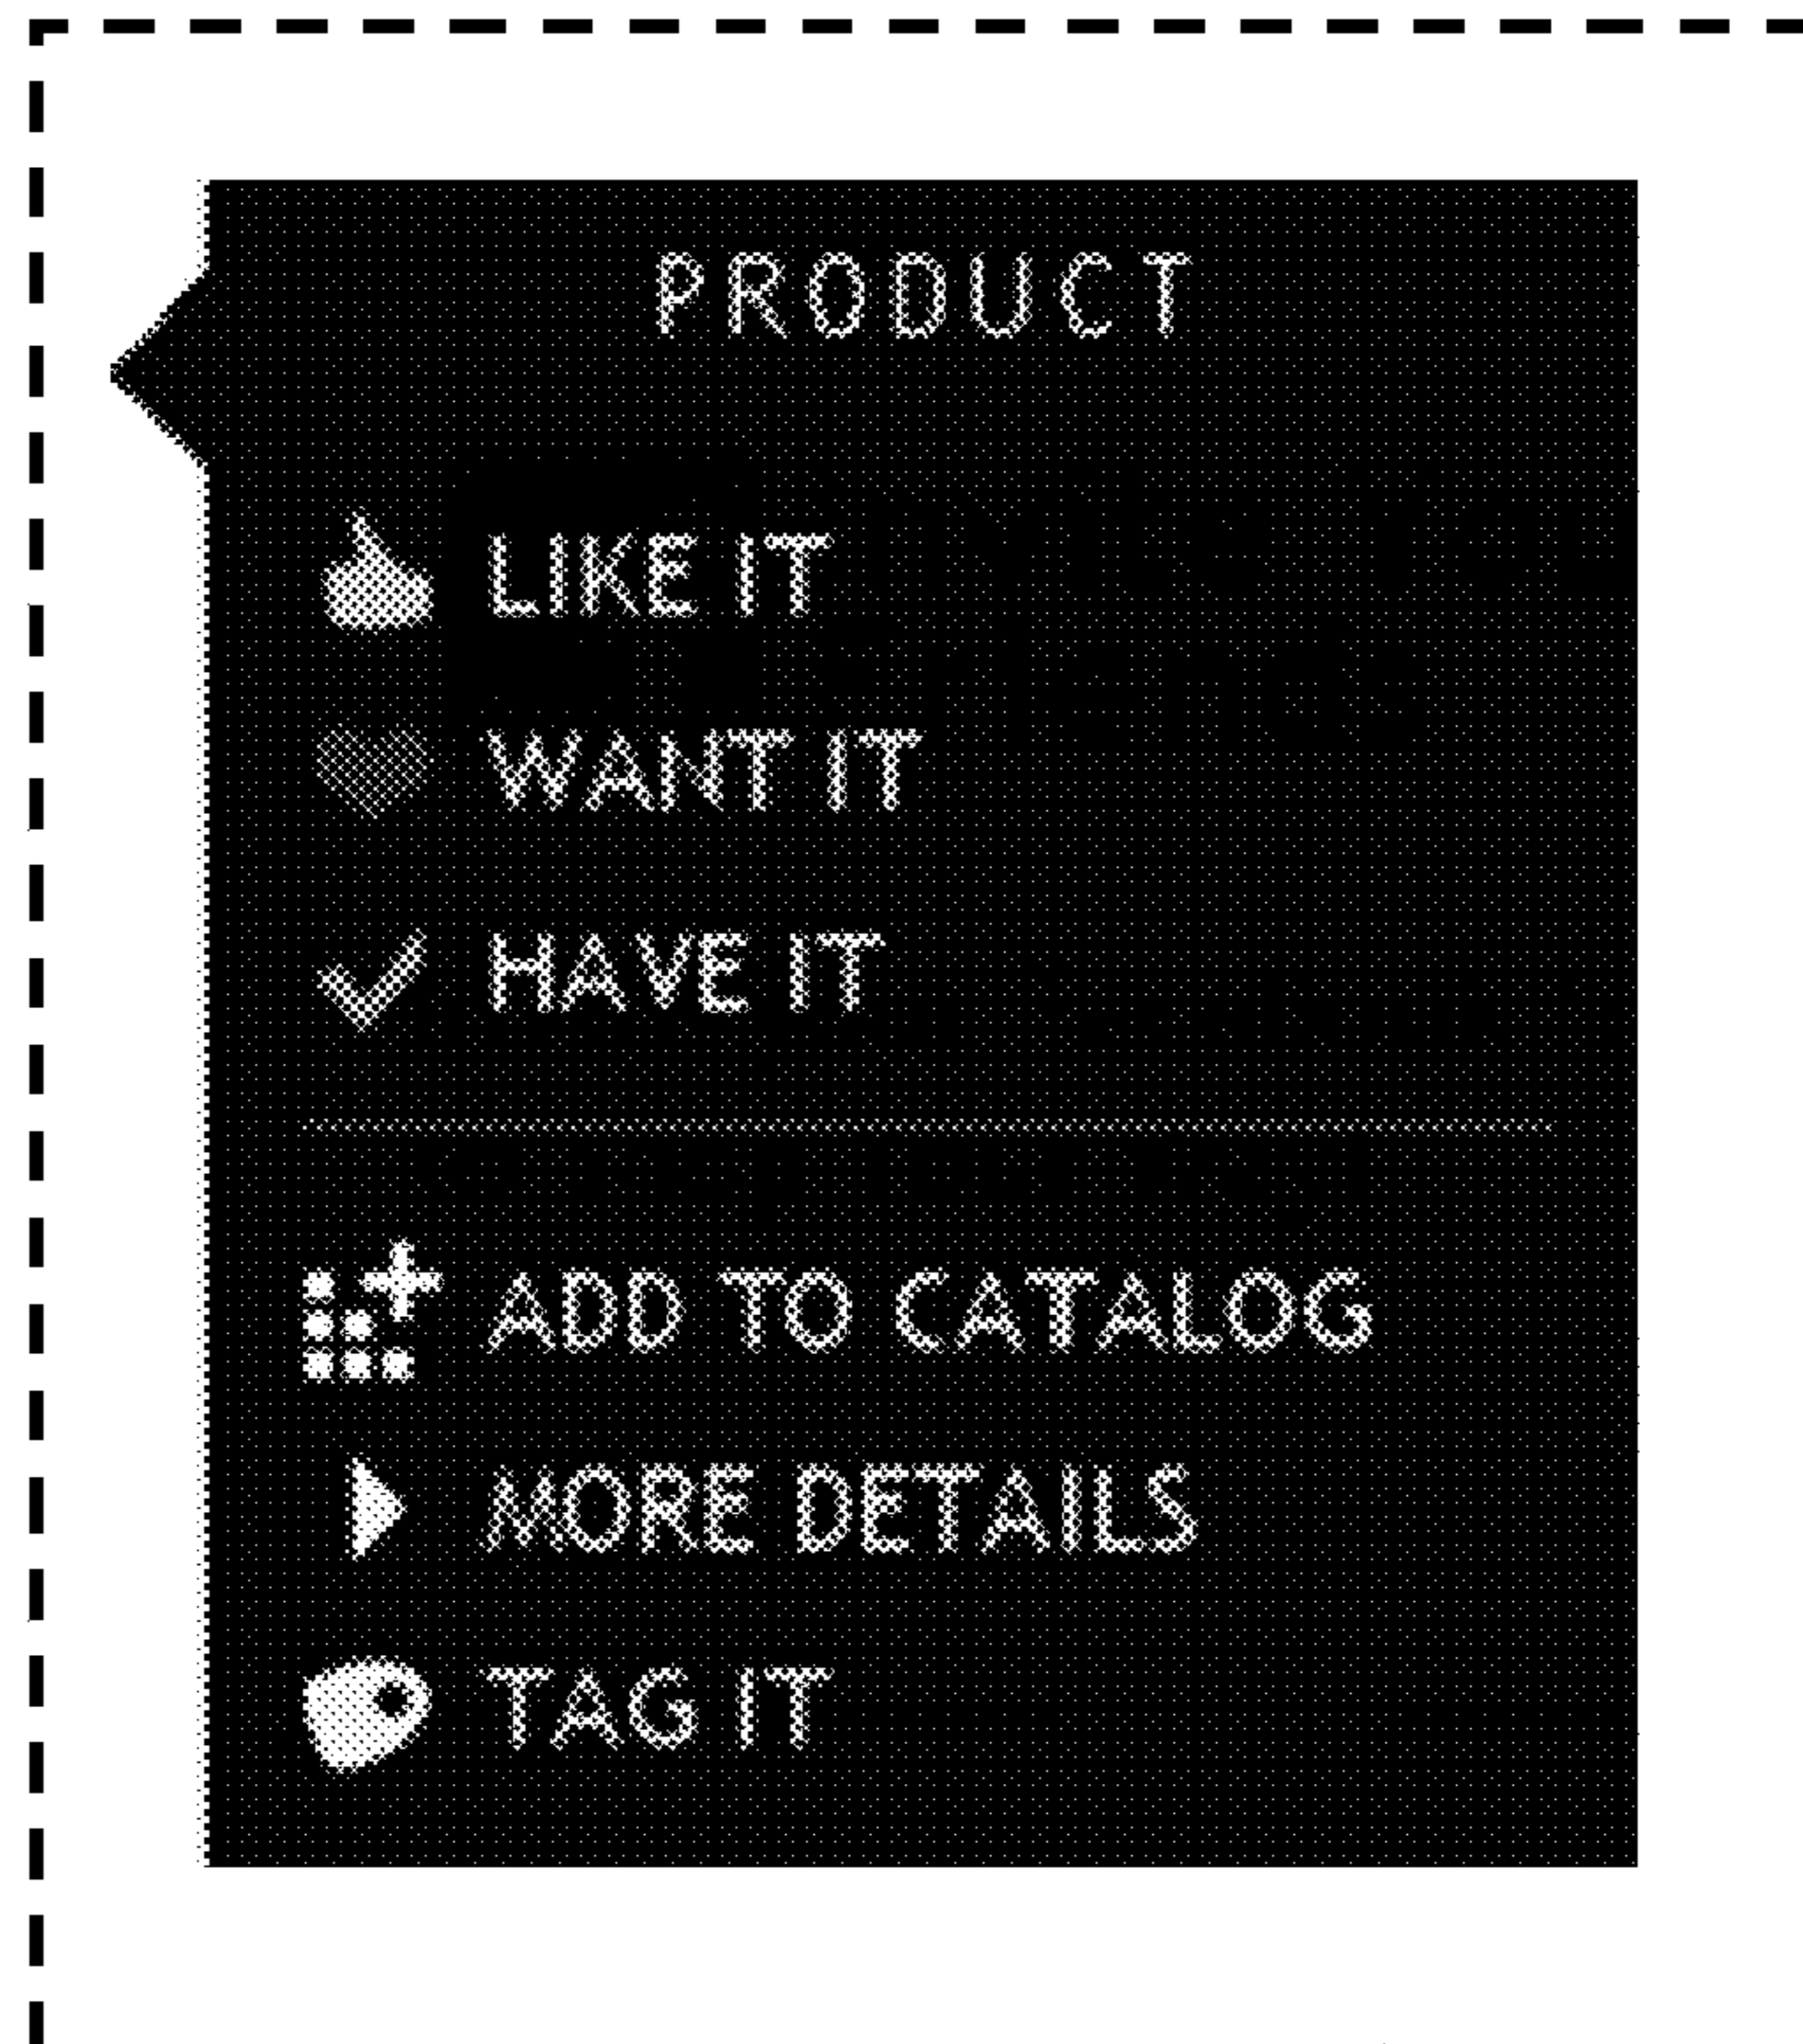 PRODUCT
LIKE IT
WANT IT
HAVE IT
ADD TO CATALOG
MORE DETAILS
TAG IT